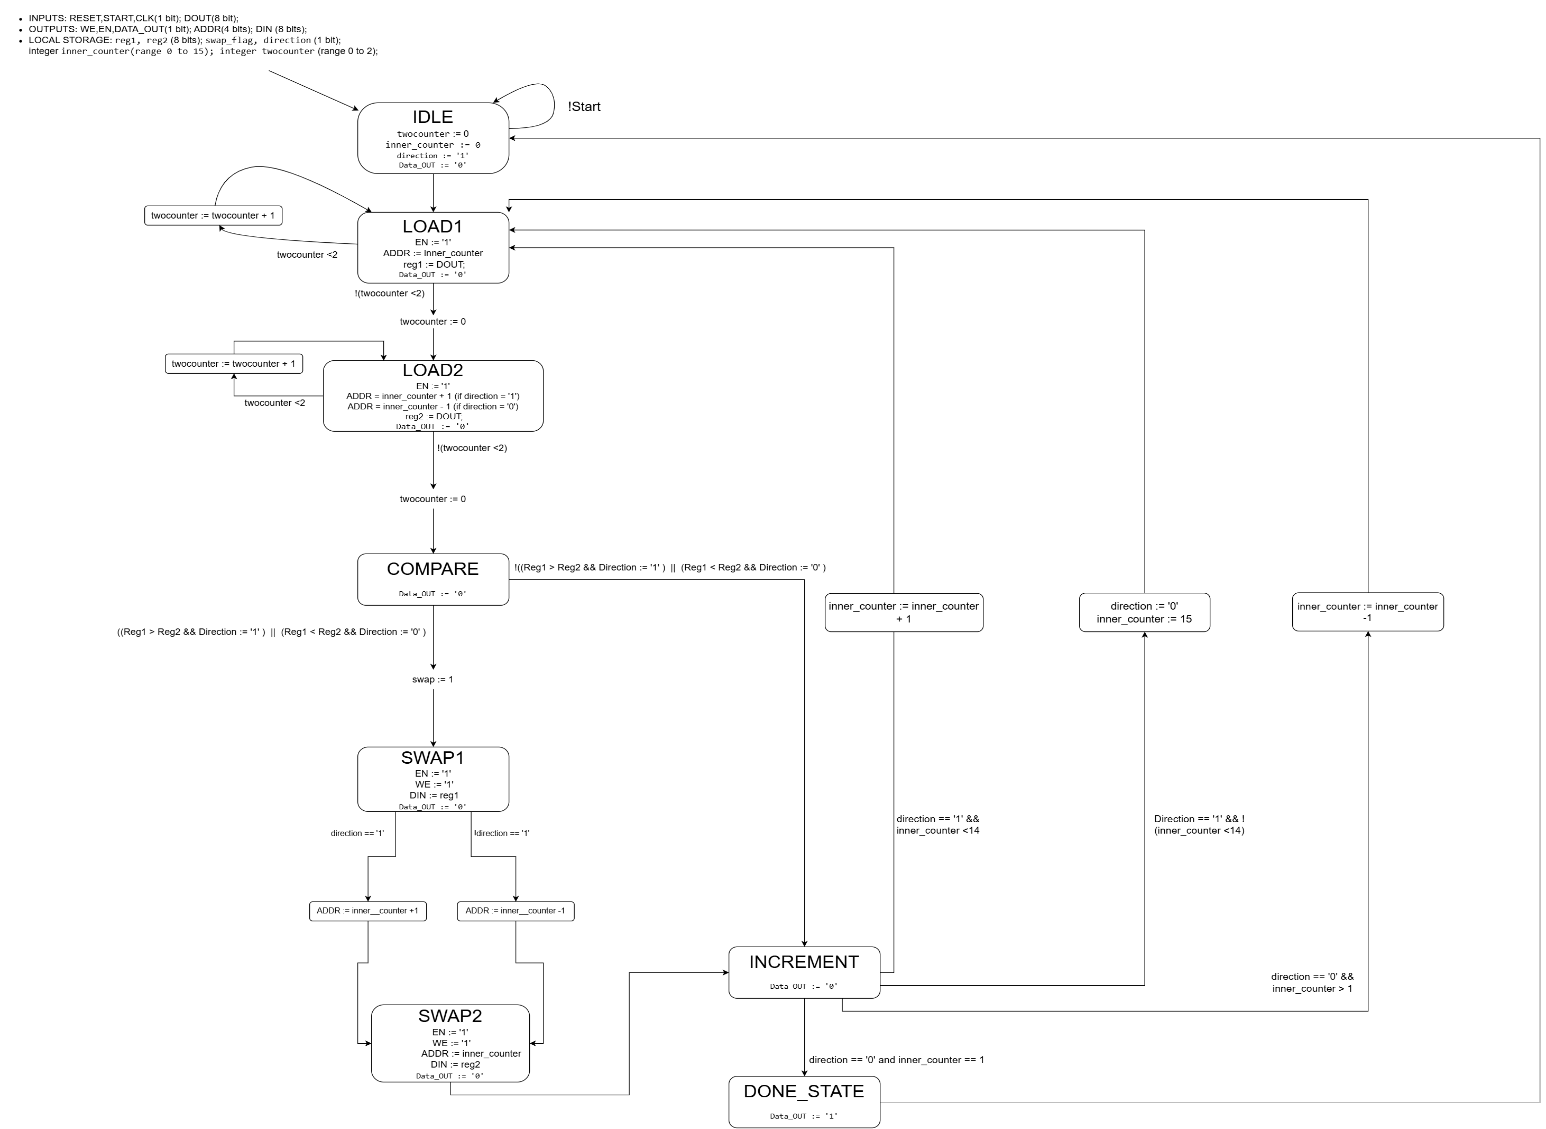 INPUTS: RESET,START,CLK(1 bit); DOUT(8 bit);
OUTPUTS: WE,EN,DATA_OUT(1 bit); ADDR(4 bits); DIN (8 bits);
LOCAL STORAGE: reg1, reg2 (8 bits); swap_flag, direction (1 bit);
integer inner_counter(range 0 to 15); integer twocounter (range 0 to 2);
!Start
IDLE
twocounter := 0
inner_counter := 0
direction := '1'
Data_OUT := '0'
twocounter := twocounter + 1
twocounter <2
LOAD1
EN := '1'
ADDR := inner_counter
reg1 := DOUT;
Data_OUT := '0'
!(twocounter <2)
twocounter := 0
twocounter := twocounter + 1
twocounter <2
LOAD2
EN := '1'
ADDR = inner_counter + 1 (if direction = '1')
ADDR = inner_counter - 1 (if direction = '0')
reg2 = DOUT,
Data_OUT := '0'
!(twocounter <2)
twocounter := 0
COMPARE
Data_OUT := '0'
!((Reg1 > Reg2 && Direction := '1' ) || (Reg1 < Reg2 && Direction := '0' )
((Reg1 > Reg2 && Direction := '1' ) || (Reg1 < Reg2 && Direction := '0' )
swap := 1
inner_counter := inner_counter
+ 1
direction := '0'
inner_counter := 15
inner_counter := inner_counter
-1
SWAP1
EN := '1'
WE := '1'
DIN := reg1
Data_OUT := '0'
direction == '1'
!direction == '1'
ADDR := inner__counter +1
ADDR := inner__counter -1
direction == '1' &&
inner_counter <14
Direction == '1' && !
(inner_counter <14)
direction == '0' &&
inner_counter > 1
INCREMENT
Data_OUT := '0'
SWAP2
EN := '1'
WE := '1'
ADDR := inner_counter
DIN := reg2
Data_OUT := '0'
direction == '0' and inner_counter == 1
DONE_STATE
Data_OUT := '1'